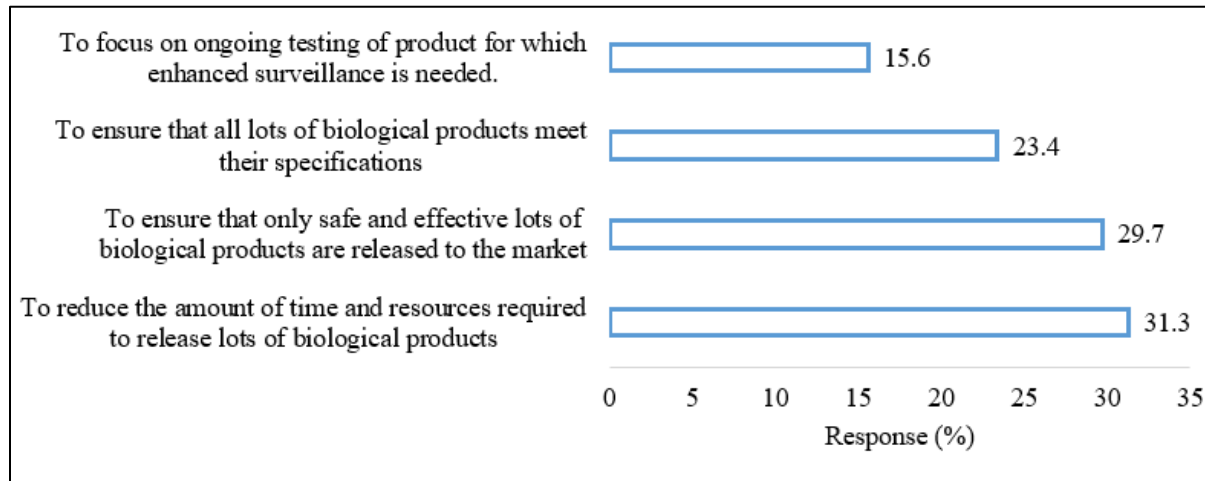 To focus on ongoing testing of product for which
enhanced surveillance is needed.
15.6
To ensure that all lots of biological products meet
their specifications
23.4
To ensure that only safe and effective lots of
biological products are released to the market
29.7
To reduce the amount of time and resources required
to release lots of biological products
31.3
0 5 10 15 20 25 30 35
Response (%)